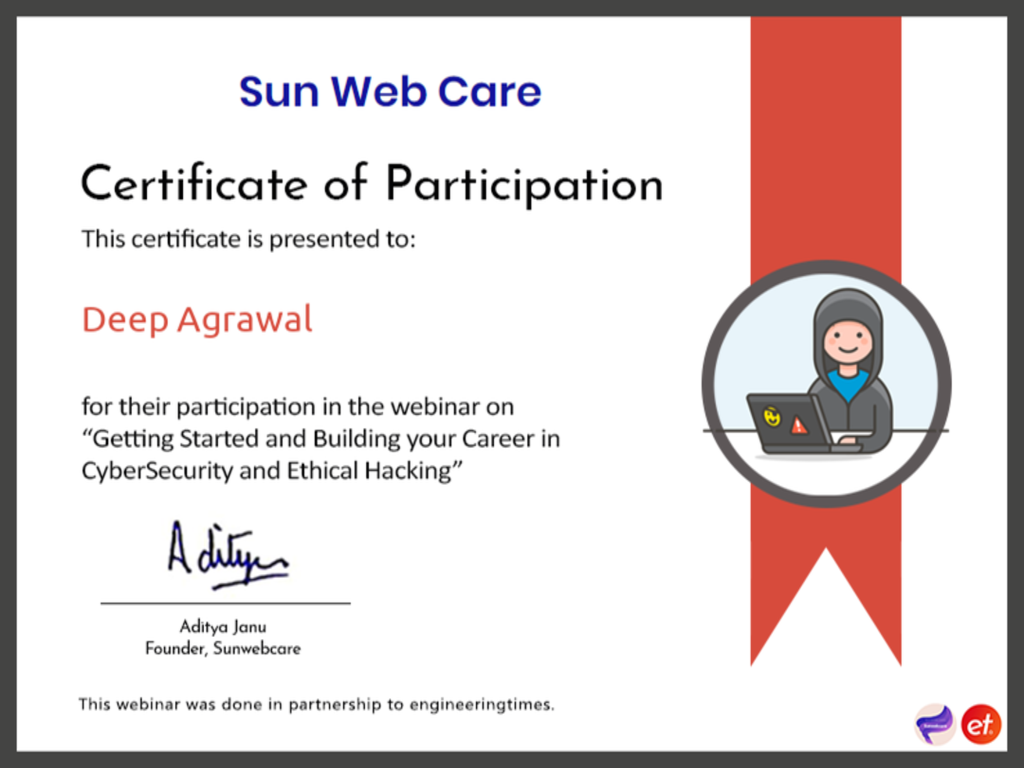 Sun Web Care
Certificate of Participation
This certificate is presented to:
Deep Agrawal
for their participation in the webinar on
“Getting Started and Building your Career in
CyberSecurity and Ethical Hacking”
Aditya
Aditya Janu
Founder, Sunwebcare
This webinar was done in partnership to engineeringtimes.
et